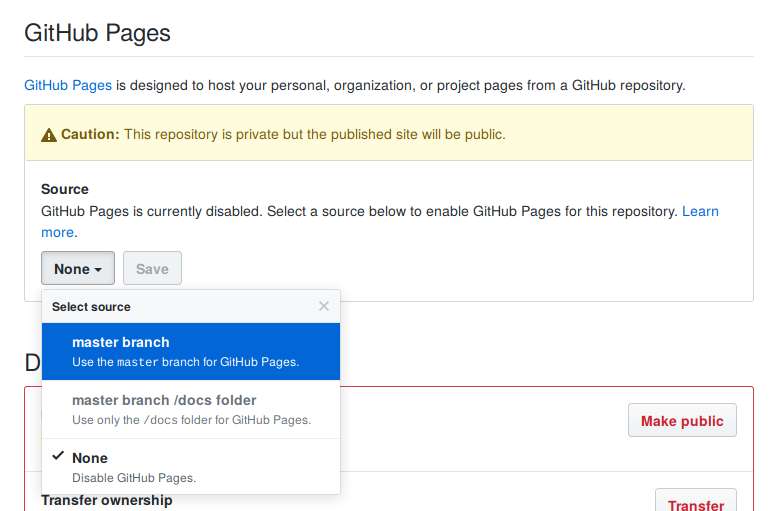 GitHub Pages
GitHub Pages is designed to host your personal, organization, or project pages from a GitHub repository.
Caution: This repository is private but the published site will be public.
Source
GitHub Pages is currently disabled. Select a source below to enable GitHub Pages for this repository. Learn
more.
None Save
Select source
master branch
Use the master branch for GitHub Pages.
D
master branch /docs folder
Use only the /docs folder for GitHub Pages.
Make public
None
Disable GitHub Pages.
Transfer ownership
Transfer